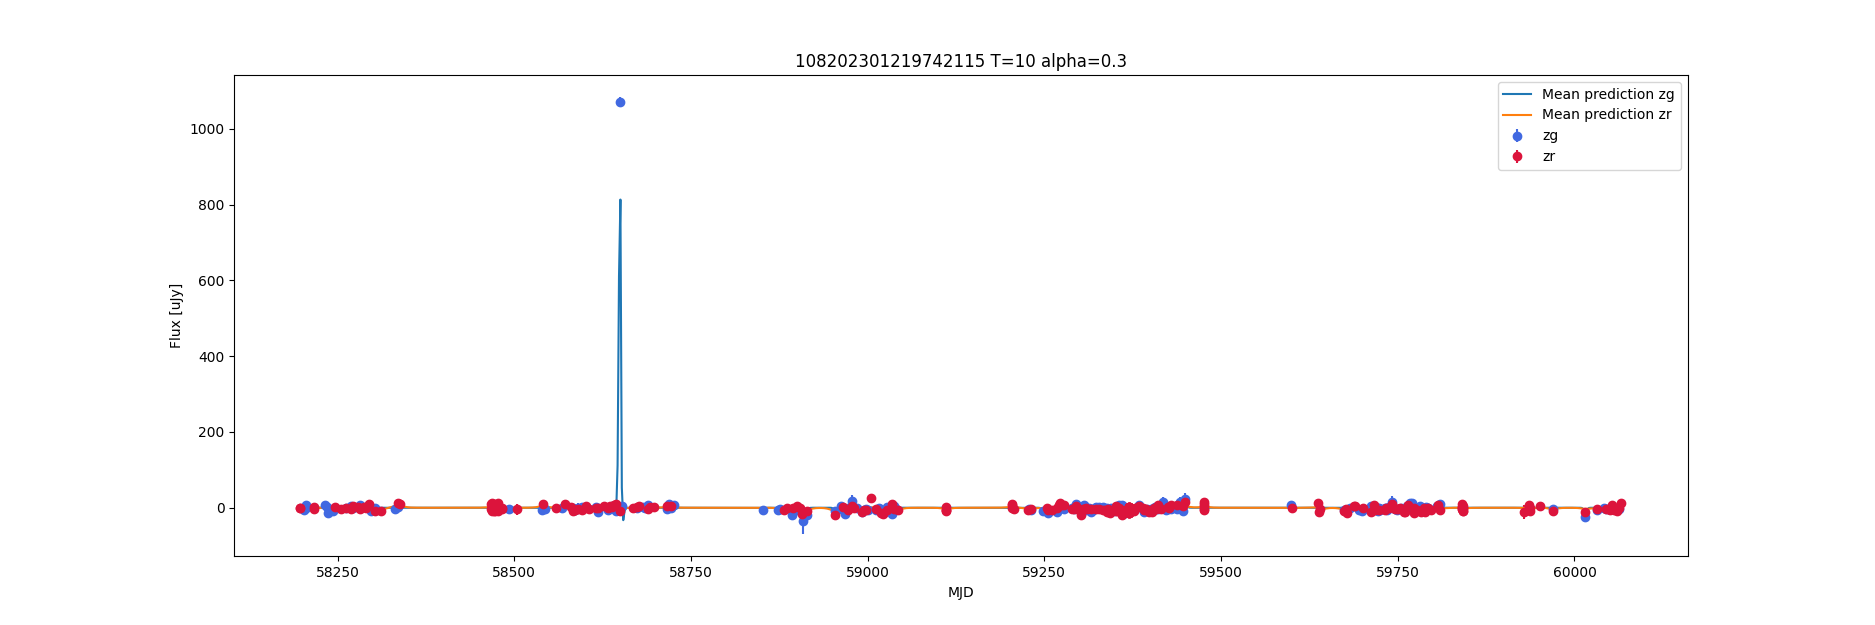 108202301219742115 T=10 alpha=0.3
Mean prediction zg
Mean prediction zr
zg
zr
Flux [uJy]
1000
800
600
400
200
0
58250 58500 58750 59000 59250 59500 59750 60000
MJD